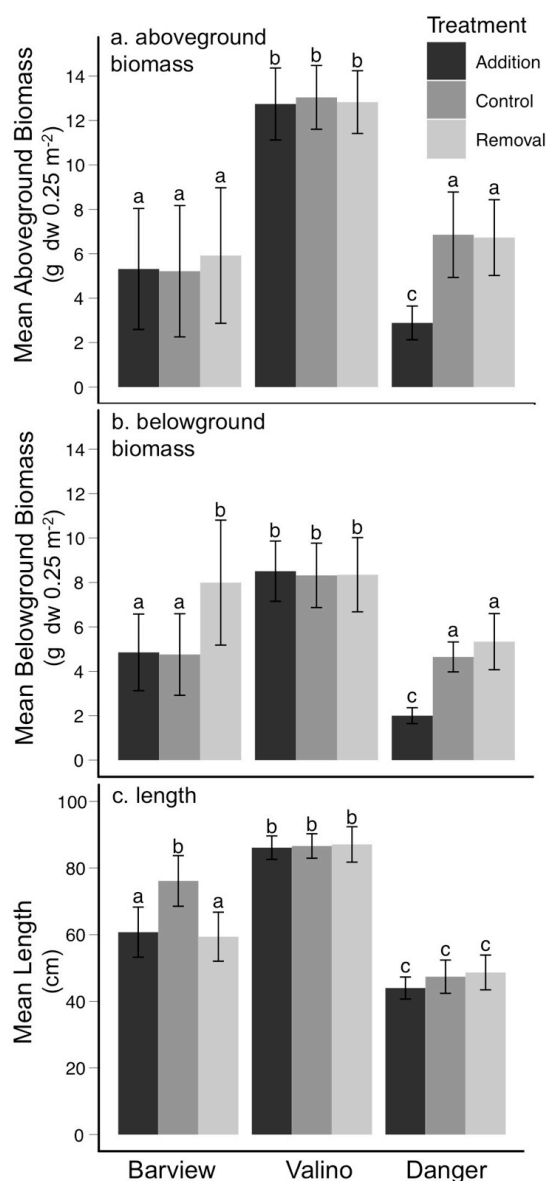 Treatment
Addition
Control
Removal
a. aboveground
biomass
Mean Aboveground Biomass
(g dw 0.25 m⁻²)
14
12
10
8
6
4
2
0
a a a b b b c a a
b. belowground
biomass
Mean Belowground Biomass
(g dw 0.25 m⁻²)
14
12
10
8
6
4
2
0
a a b b b b c a a
c. length
Mean Length
(cm)
100
80
60
40
20
0
a b a b b b c c c
Barview Valino Danger